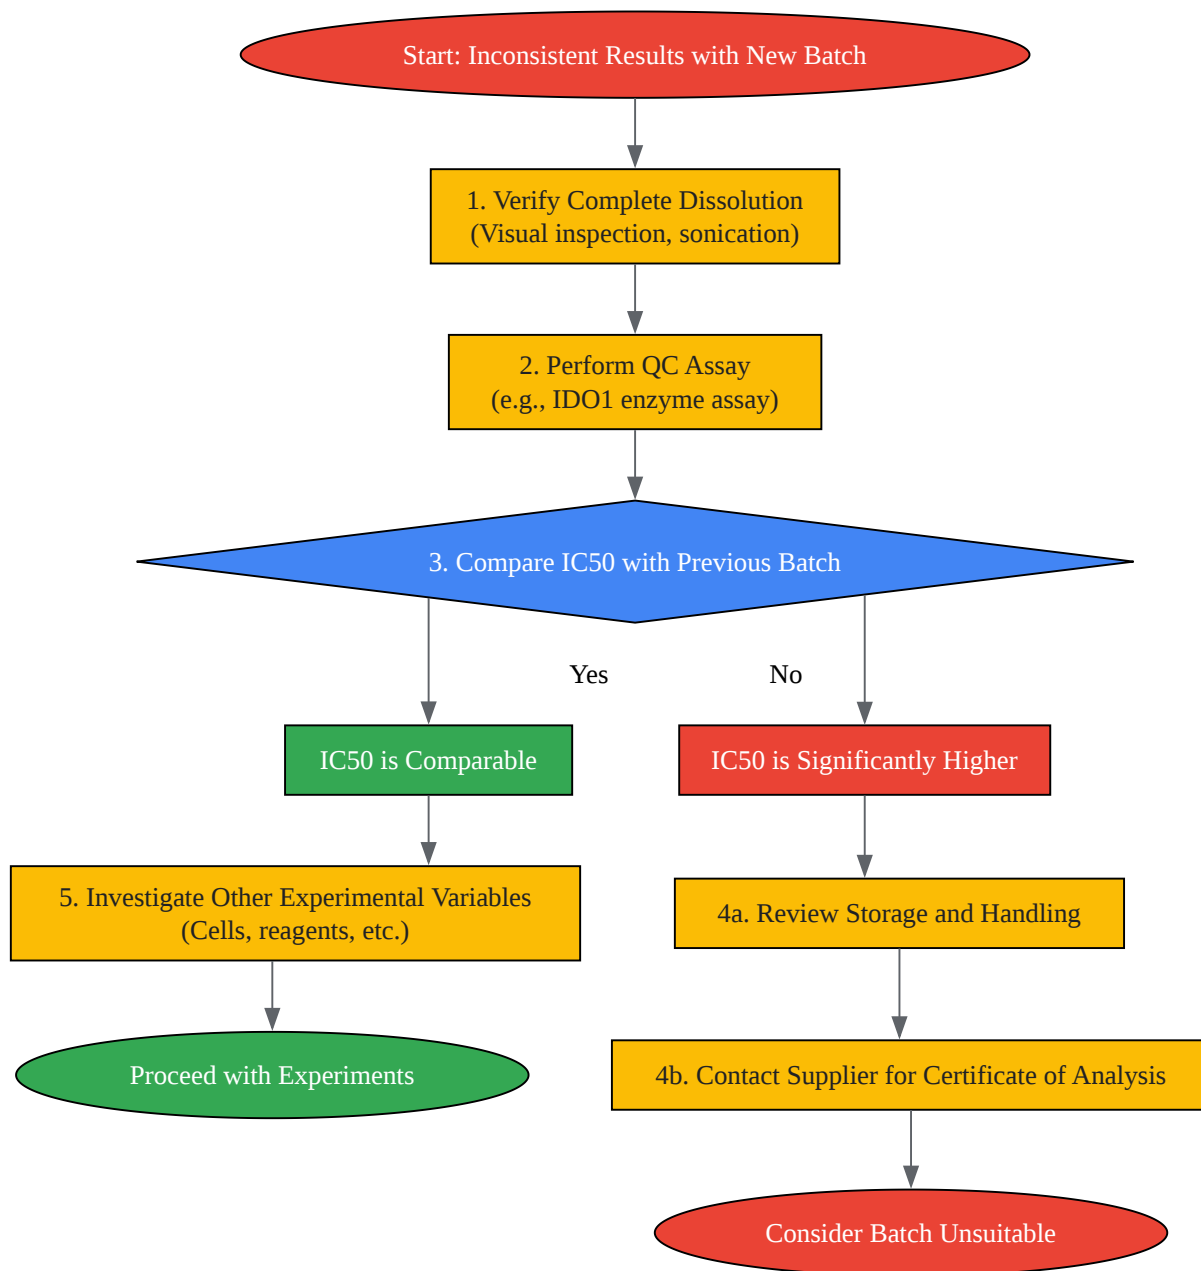 Start: Inconsistent Results with New Batch
1. Verify Complete Dissolution
(Visual inspection, sonication)
2. Perform QC Assay
(e.g., IDO1 enzyme assay)
3. Compare IC50 with Previous Batch
Yes
No
IC50 is Comparable
IC50 is Significantly Higher
5. Investigate Other Experimental Variables
(Cells, reagents, etc.)
4a. Review Storage and Handling
Proceed with Experiments
4b. Contact Supplier for Certificate of Analysis
Consider Batch Unsuitable